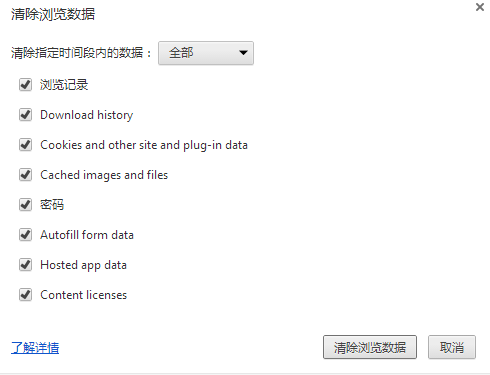 清除浏览数据
清除指定时间段内的数据： 全部
浏览记录
Download history
Cookies and other site and plug-in data
Cached images and files
密码
Autofill form data
Hosted app data
Content licenses
了解详情 清除浏览数据 取消